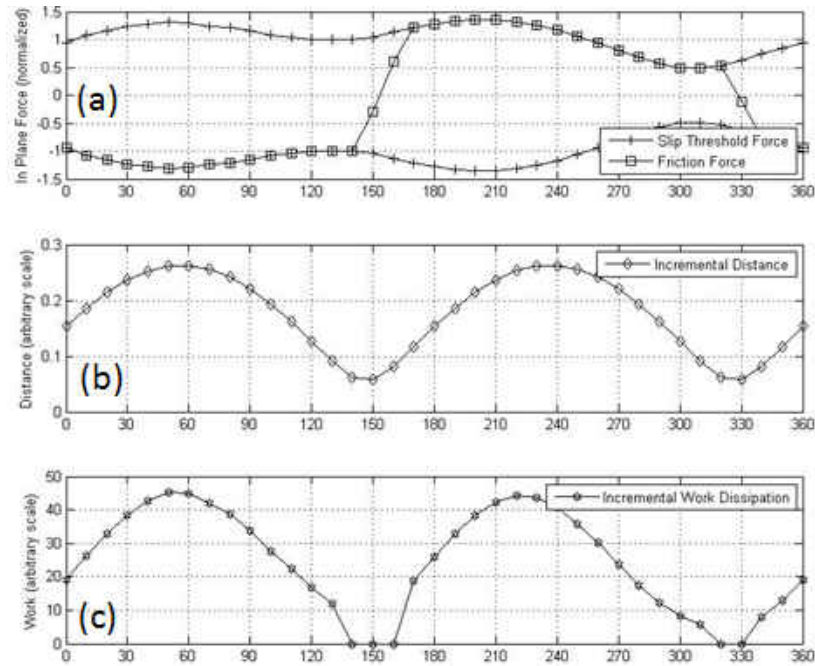 (a)
In Plane Force (normalized)
1.5
1
0.5
0
-0.5
-1
-1.5
Slip Threshold Force
Friction Force
0 30 60 90 120 150 180 210 240 270 300 330 360
(b)
Distance (arbitrary scale)
0.3
0.2
0.1
0
Incremental Distance
0 30 60 90 120 150 180 210 240 270 300 330 360
(c)
Work (arbitrary scale)
50
40
30
20
10
0
Incremental Work Dissipation
0 30 60 90 120 150 180 210 240 270 300 330 360